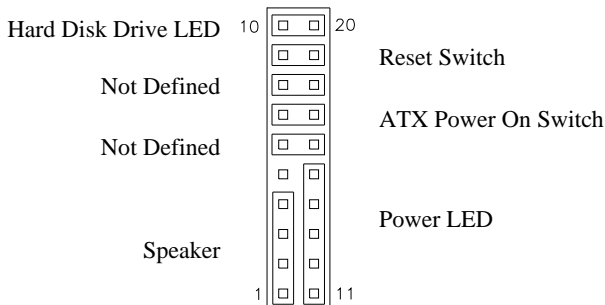 Hard Disk Drive LED 10 20
Reset Switch
Not Defined
ATX Power On Switch
Not Defined
Power LED
Speaker
1 11